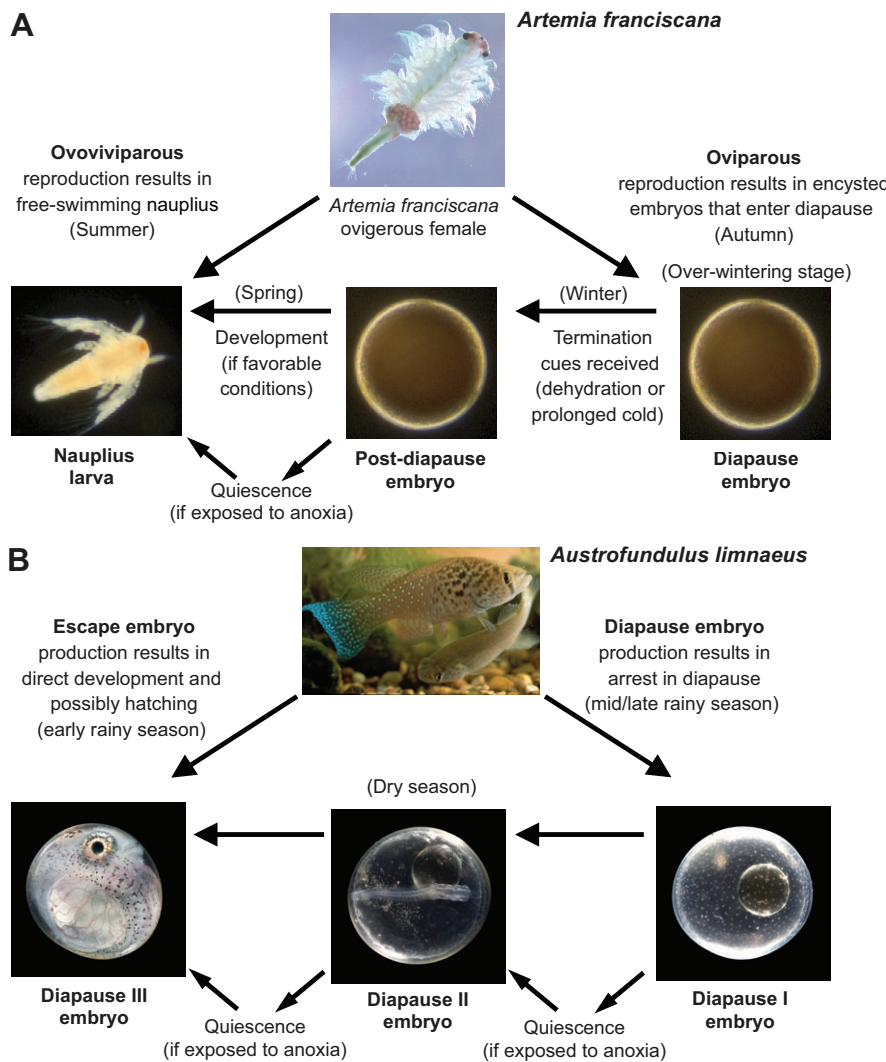 A
Artemia franciscana
Ovoviviparous
reproduction results in
free-swimming nauplius
(Summer)
Artemia franciscana
ovigerous female
Oviparous
reproduction results in encysted
embryos that enter diapause
(Autumn)
(Over-wintering stage)
(Spring)
Development
(if favorable
conditions)
(Winter)
Termination
cues received
(dehydration or
prolonged cold)
Nauplius
larva
Post-diapause
embryo
Diapause
embryo
Quiescence
(if exposed to anoxia)
B
Austrofundulus limnaeus
Escape embryo
production results in
direct development and
possibly hatching
(early rainy season)
Diapause embryo
production results in
arrest in diapause
(mid/late rainy season)
(Dry season)
Diapause III
embryo
Diapause II
embryo
Diapause I
embryo
Quiescence
(if exposed to anoxia)
Quiescence
(if exposed to anoxia)